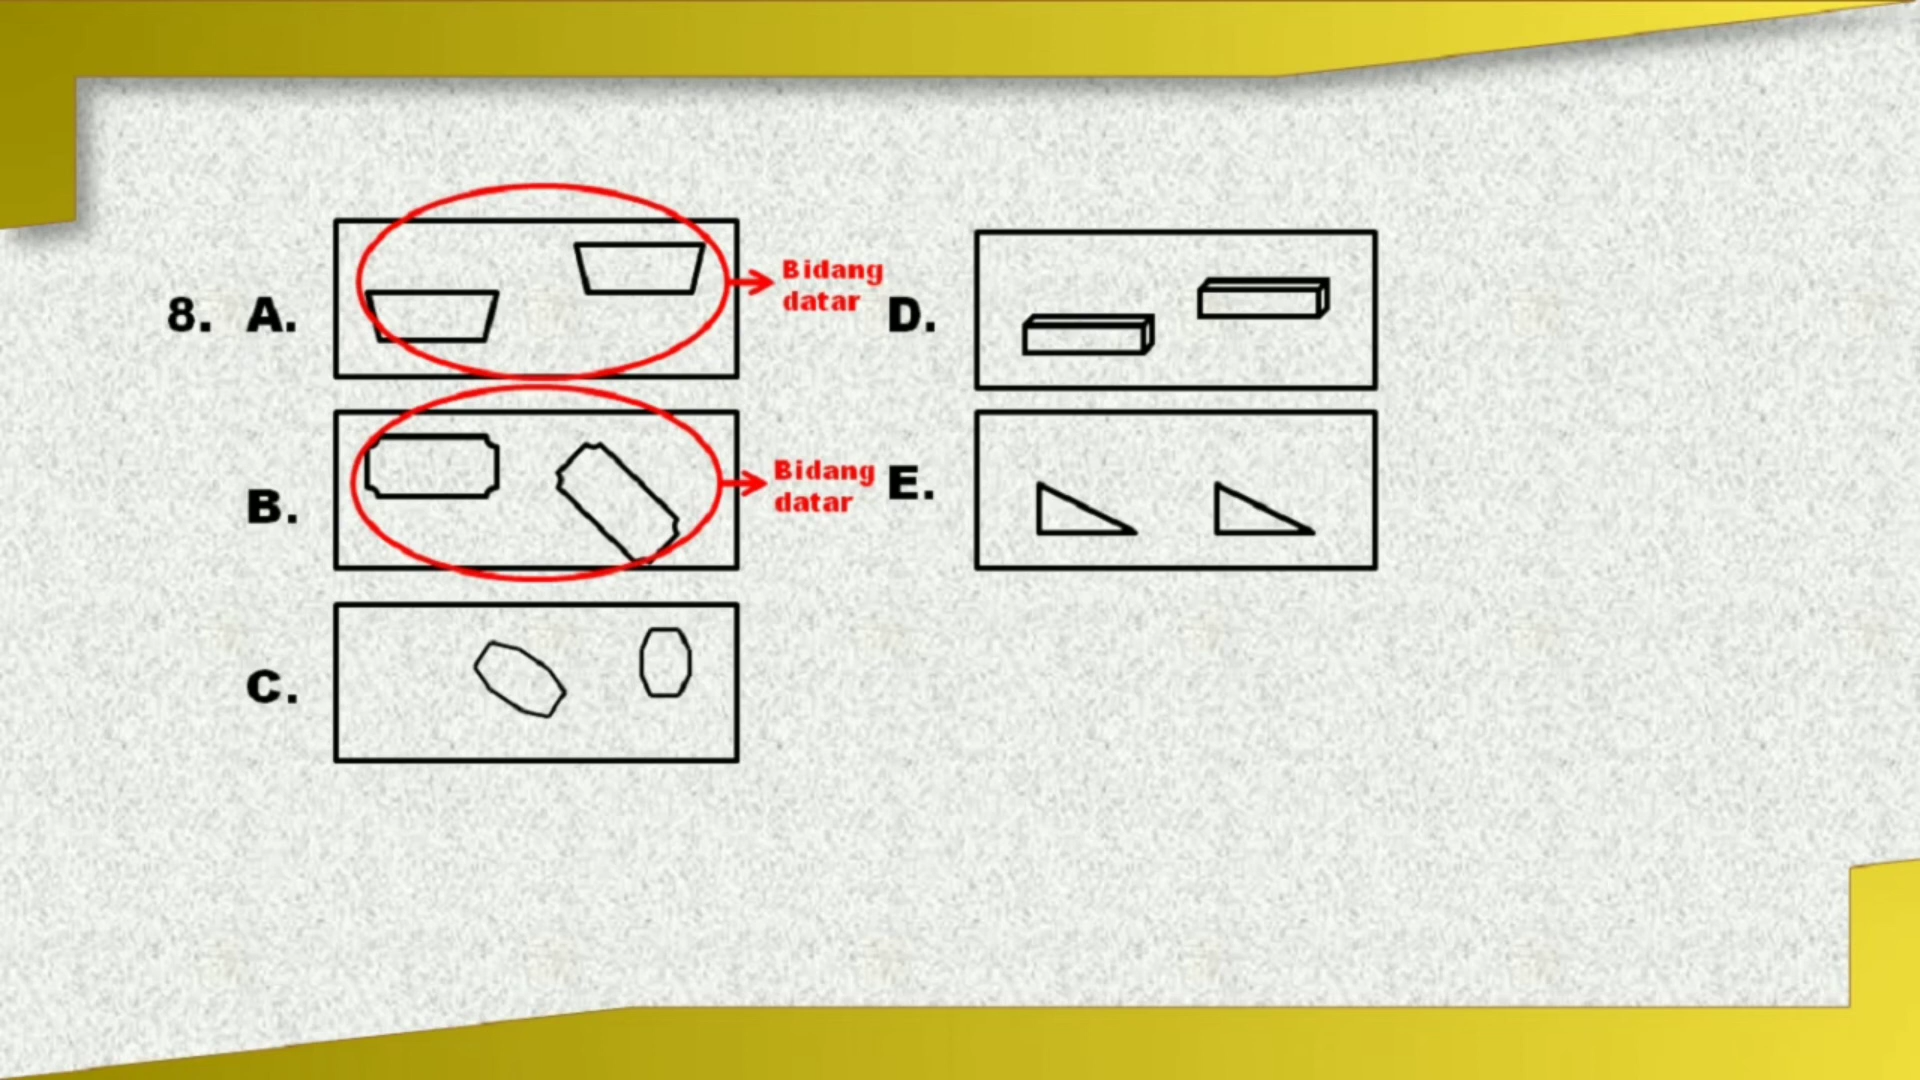 8. A.
Bidang
datar
D.
B.
Bidang
datar
E.
C.